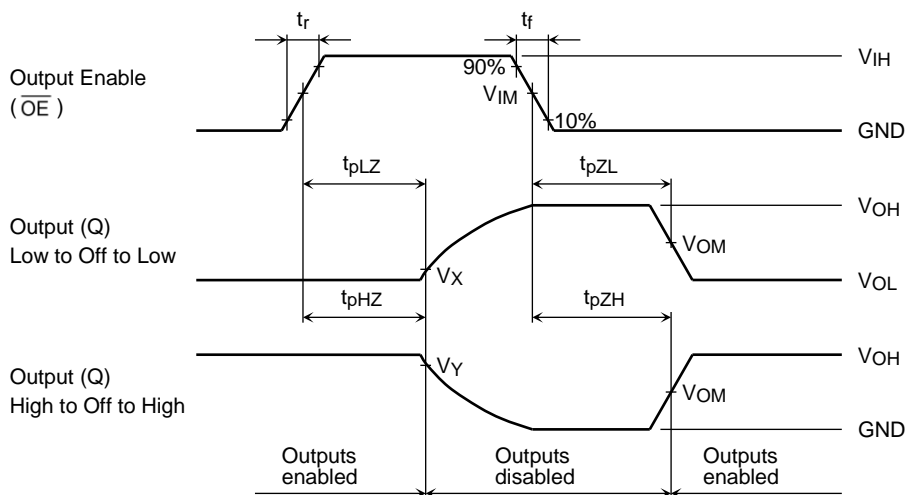 tr
tf
Output Enable
( OE )
90%
VIM
10%
VIH
GND
tpLZ
tpZL
Output (Q)
Low to Off to Low
VX
VOH
VOM
VOL
tpHZ
tpZH
Output (Q)
High to Off to High
VY
VOH
VOM
GND
Outputs
enabled
Outputs
disabled
Outputs
enabled